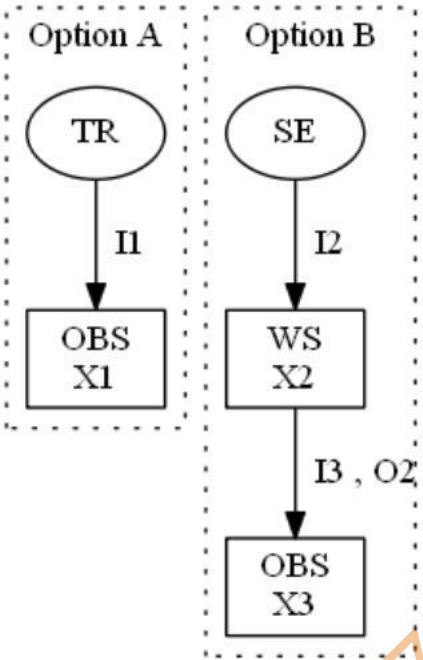 Option A
TR
I1
OBS
X1
Option B
SE
I2
WS
X2
I3 , O2
OBS
X3